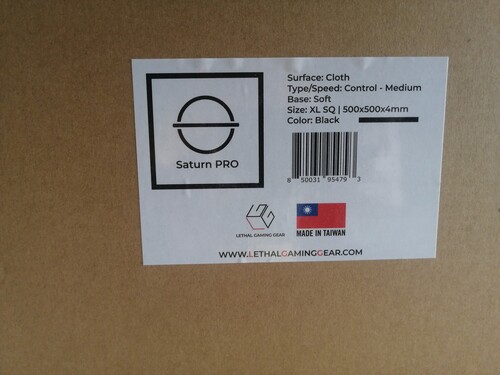 Saturn PRO
Surface: Cloth
Type/Speed: Control - Medium
Base: Soft
Size: XL SQ | 500x500x4mm
Color: Black
8 50031 95479 3
LETHAL GAMING GEAR
MADE IN TAIWAN
WWW.LETHALGAMINGGEAR.COM